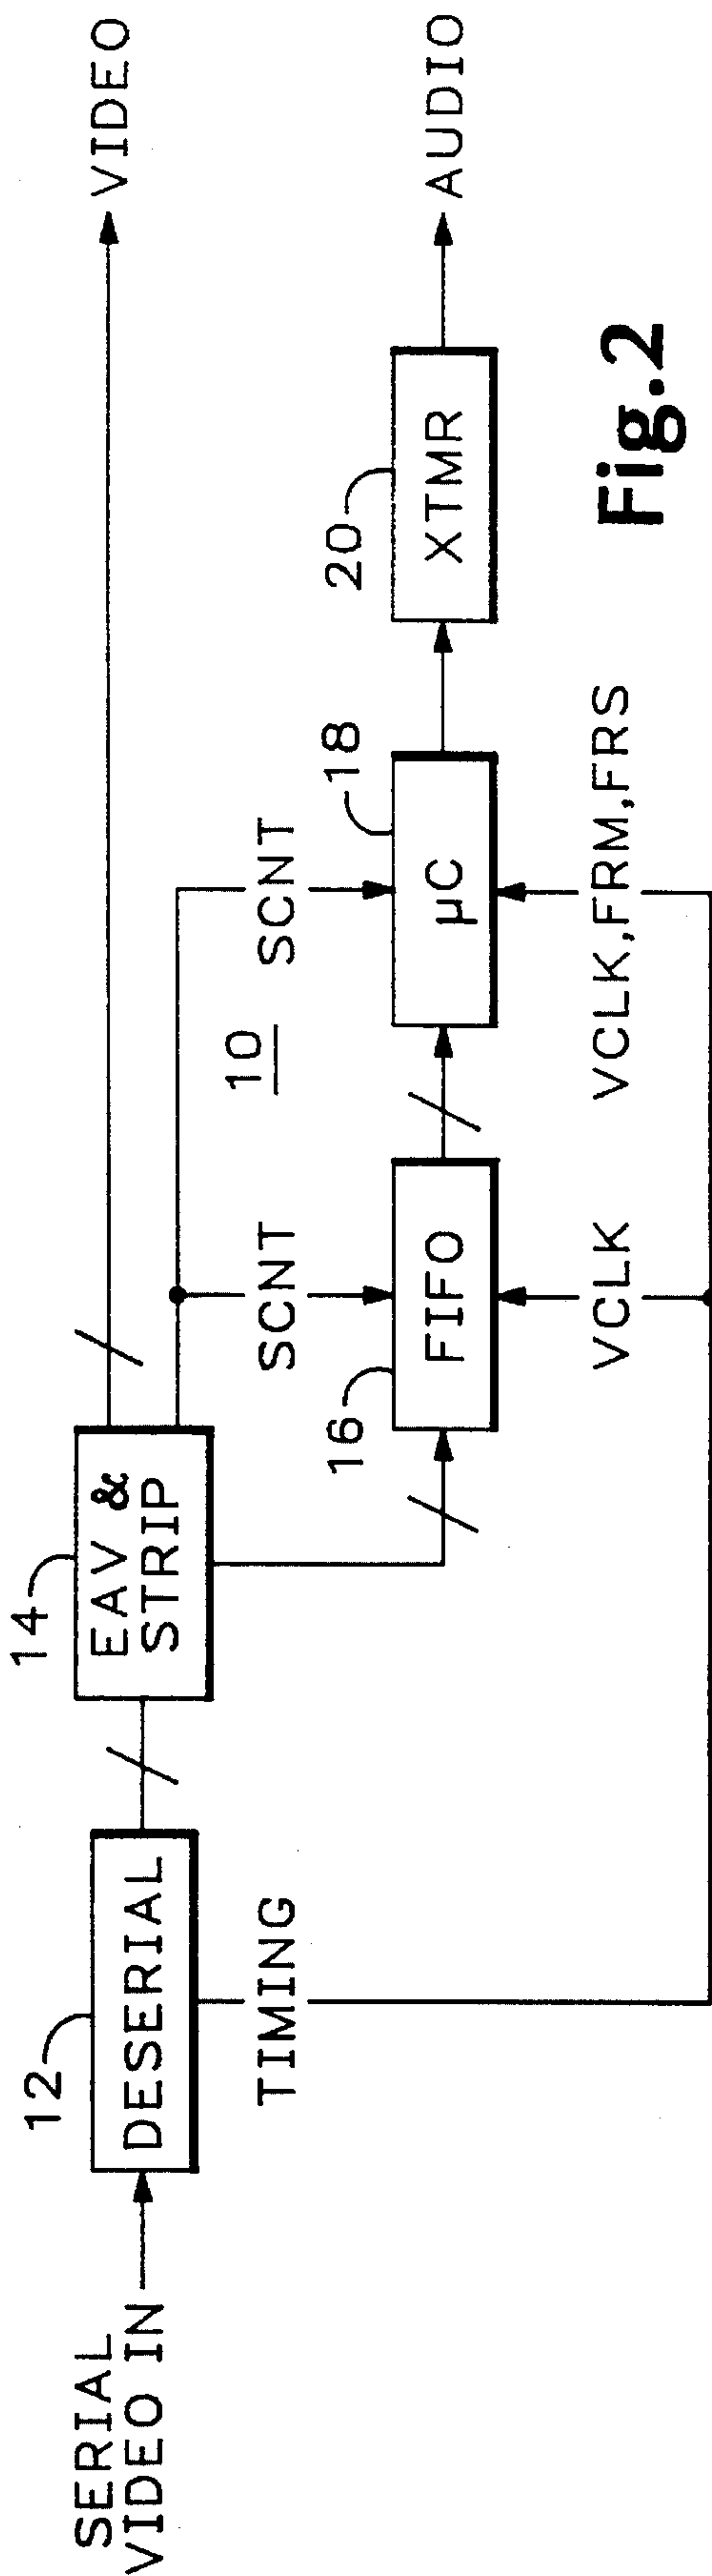 SERIAL
VIDEO IN
12
DESERIAL
TIMING
14
EAV &
STRIP
VIDEO
SCNT
SCNT
10
16
FIFO
18
µC
20
XTMR
AUDIO
VCLK
VCLK,FRM,FRS
Fig.2